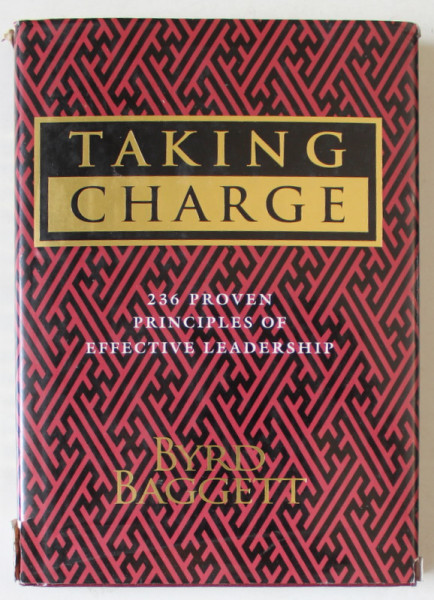 TAKING
CHARGE
236 PROVEN
PRINCIPLES OF
EFFECTIVE LEADERSHIP
BYRD
BAGGETT